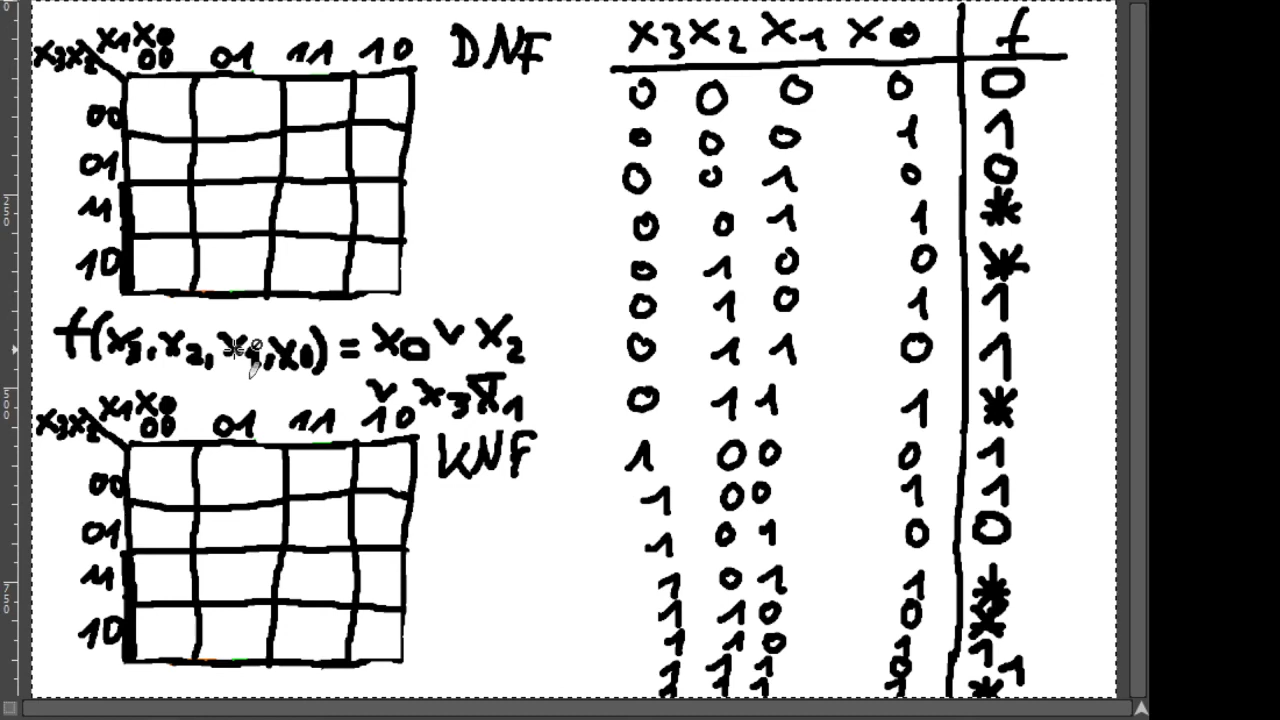 x1x0
x3x2 00 01 11 10 DNF
00
01
11
10
f(x3,x2,x1,x0) = x0 v x2
v x3x̅1
x1x0
x3x2 00 01 11 10
KNF
00
01
11
10
x3 x2 x1 x0 f
0 0 0 0 0
0 0 0 1 1
0 0 1 0 0
0 0 1 1 *
0 1 0 0 *
0 1 0 1 1
0 1 1 0 1
0 1 1 1 *
1 0 0 0 1
1 0 0 1 1
1 0 1 0 0
1 0 1 1 *
1 1 0 0 *
1 1 0 1 1
1 1 1 0 1
1 1 1 1 *
250
500
750